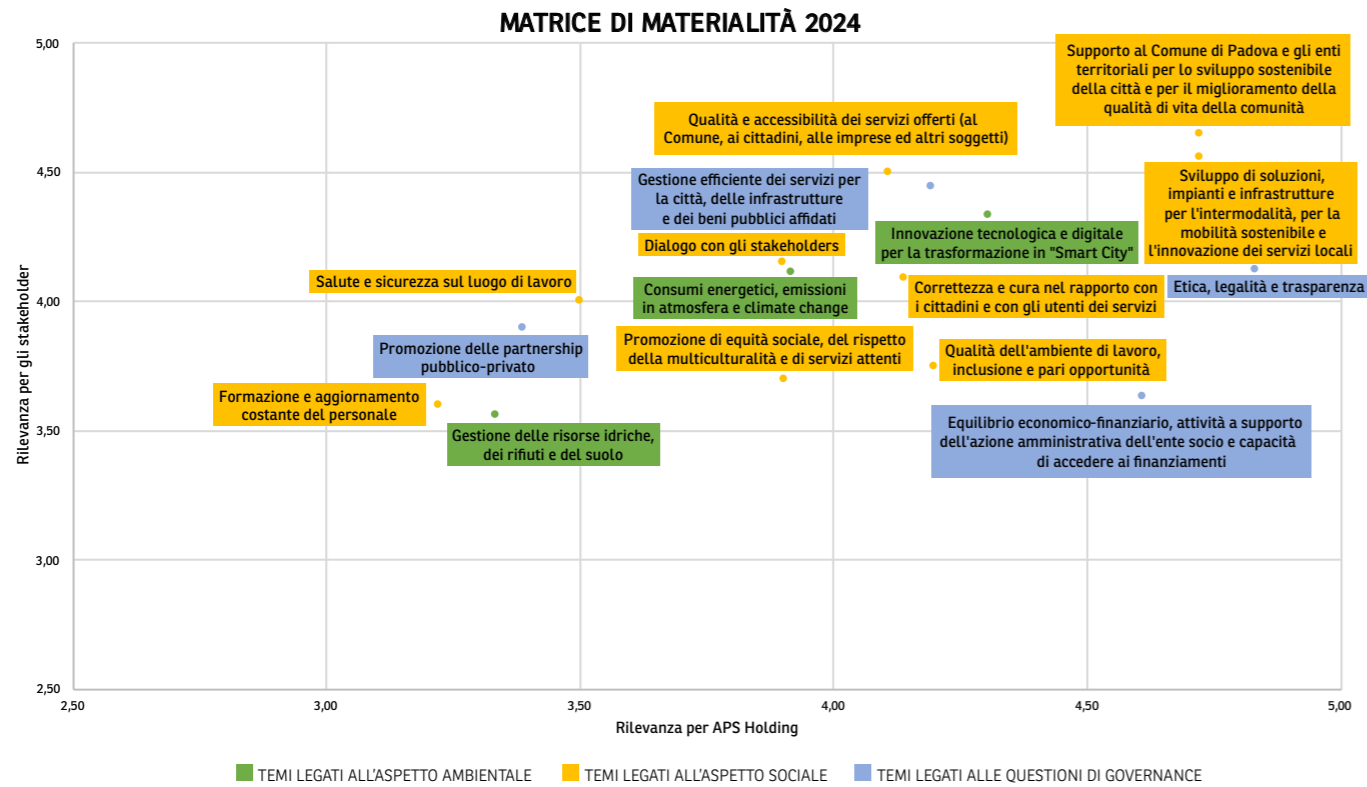 MATRICE DI MATERIALITÀ 2024
Rilevanza per gli stakeholder
5,00
4,50
4,00
3,50
3,00
2,50
Supporto al Comune di Padova e gli enti
territoriali per lo sviluppo sostenibile
della città e per il miglioramento della
qualità di vita della comunità
Qualità e accessibilità dei servizi offerti (al
Comune, ai cittadini, alle imprese ed altri soggetti)
Gestione efficiente dei servizi per
la città, delle infrastrutture
e dei beni pubblici affidati
Sviluppo di soluzioni,
impianti e infrastrutture
per l'intermodalità, per la
mobilità sostenibile e
l'innovazione dei servizi locali
Innovazione tecnologica e digitale
per la trasformazione in "Smart City"
Dialogo con gli stakeholders
Salute e sicurezza sul luogo di lavoro
Consumi energetici, emissioni
in atmosfera e climate change
Correttezza e cura nel rapporto con
i cittadini e con gli utenti dei servizi
Etica, legalità e trasparenza
Promozione delle partnership
pubblico-privato
Promozione di equità sociale, del rispetto
della multiculturalità e di servizi attenti
Qualità dell'ambiente di lavoro,
inclusione e pari opportunità
Formazione e aggiornamento
costante del personale
Gestione delle risorse idriche,
dei rifiuti e del suolo
Equilibrio economico-finanziario, attività a supporto
dell'azione amministrativa dell'ente socio e capacità
di accedere ai finanziamenti
2,50
3,00
3,50
4,00
4,50
5,00
Rilevanza per APS Holding
TEMI LEGATI ALL'ASPETTO AMBIENTALE
TEMI LEGATI ALL'ASPETTO SOCIALE
TEMI LEGATI ALLE QUESTIONI DI GOVERNANCE